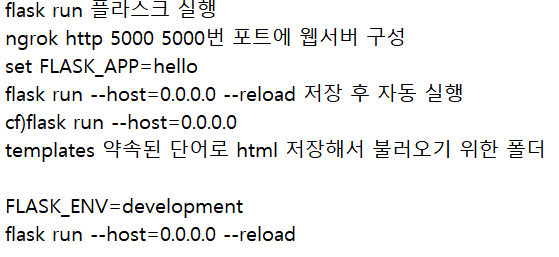 flask run 플라스크 실행
ngrok http 5000 5000번 포트에 웹서버 구성
set FLASK_APP=hello
flask run --host=0.0.0.0 --reload 저장 후 자동 실행
cf)flask run --host=0.0.0.0
templates 약속된 단어로 html 저장해서 불러오기 위한 폴더
FLASK_ENV=development
flask run --host=0.0.0.0 --reload